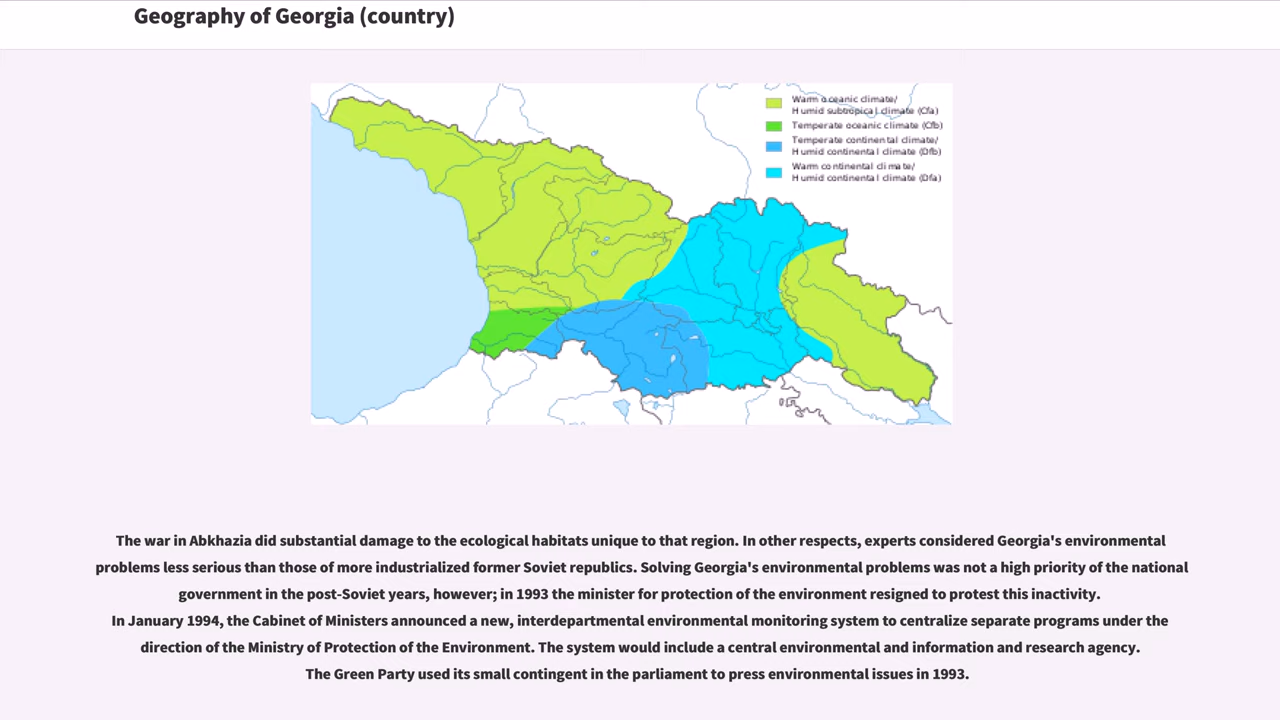 Geography of Georgia (country)
Warm oceanic climate/
Humid subtropical climate (Cfa)
Temperate oceanic climate (Cfb)
Temperate continental climate/
Humid continental climate (Dfb)
Warm continental climate/
Humid continental climate (Dfa)
The war in Abkhazia did substantial damage to the ecological habitats unique to that region. In other respects, experts considered Georgia's environmental
problems less serious than those of more industrialized former Soviet republics. Solving Georgia's environmental problems was not a high priority of the national
government in the post-Soviet years, however; in 1993 the minister for protection of the environment resigned to protest this inactivity.
In January 1994, the Cabinet of Ministers announced a new, interdepartmental environmental monitoring system to centralize separate programs under the
direction of the Ministry of Protection of the Environment. The system would include a central environmental and information and research agency.
The Green Party used its small contingent in the parliament to press environmental issues in 1993.